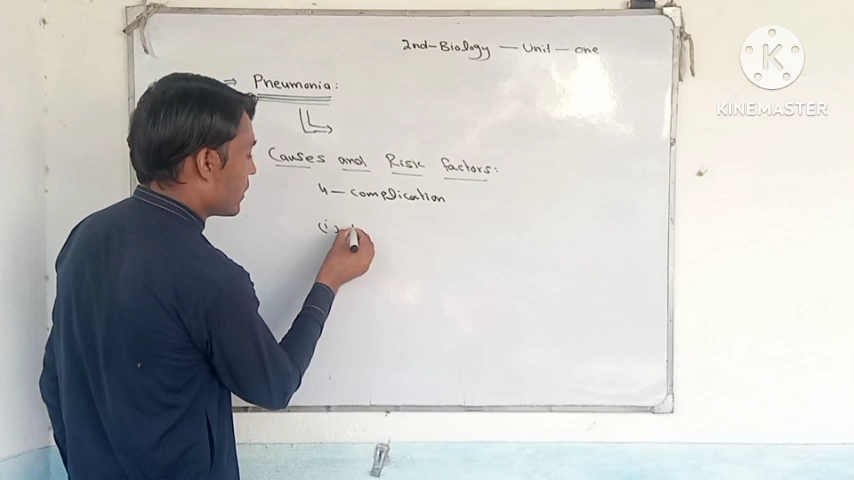 2nd-Biology - Unit - one
⇒ Pneumonia:
Causes and Risk factors:
4 - complication
(i)
K
KINEMASTER